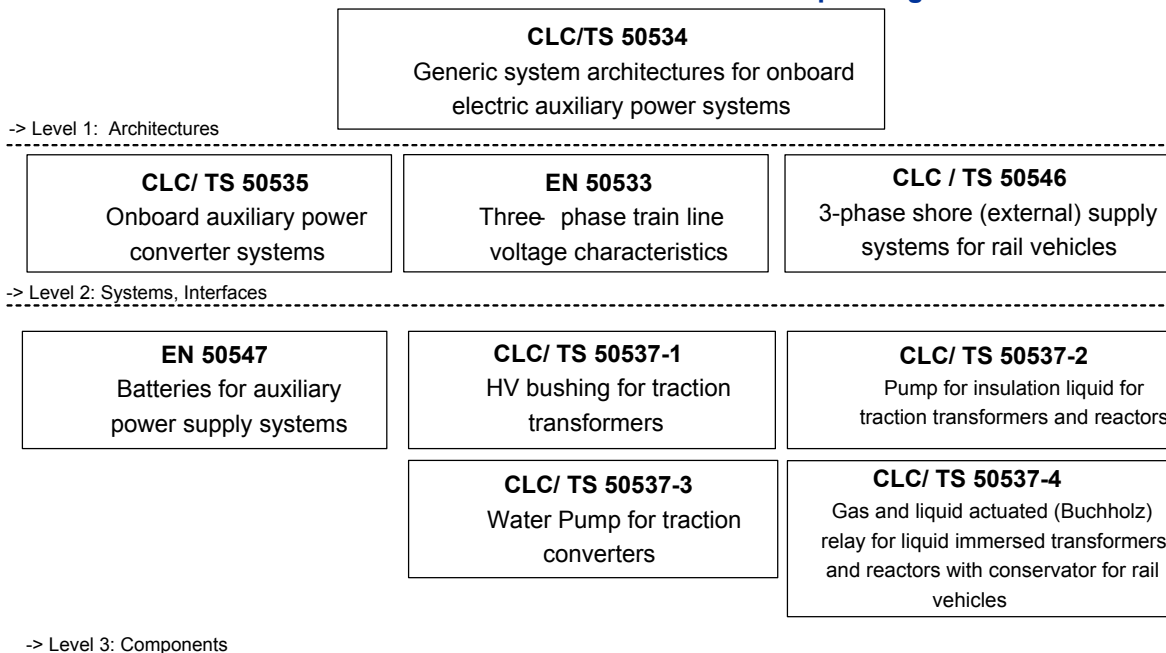 CLC/TS 50534
Generic system architectures for onboard
electric auxiliary power systems
-> Level 1: Architectures
CLC/ TS 50535
Onboard auxiliary power
converter systems
EN 50533
Three- phase train line
voltage characteristics
CLC / TS 50546
3-phase shore (external) supply
systems for rail vehicles
-> Level 2: Systems, Interfaces
EN 50547
Batteries for auxiliary
power supply systems
CLC/ TS 50537-1
HV bushing for traction
transformers
CLC/ TS 50537-2
Pump for insulation liquid for
traction transformers and reactors
CLC/ TS 50537-3
Water Pump for traction
converters
CLC/ TS 50537-4
Gas and liquid actuated (Buchholz)
relay for liquid immersed transformers
and reactors with conservator for rail
vehicles
-> Level 3: Components